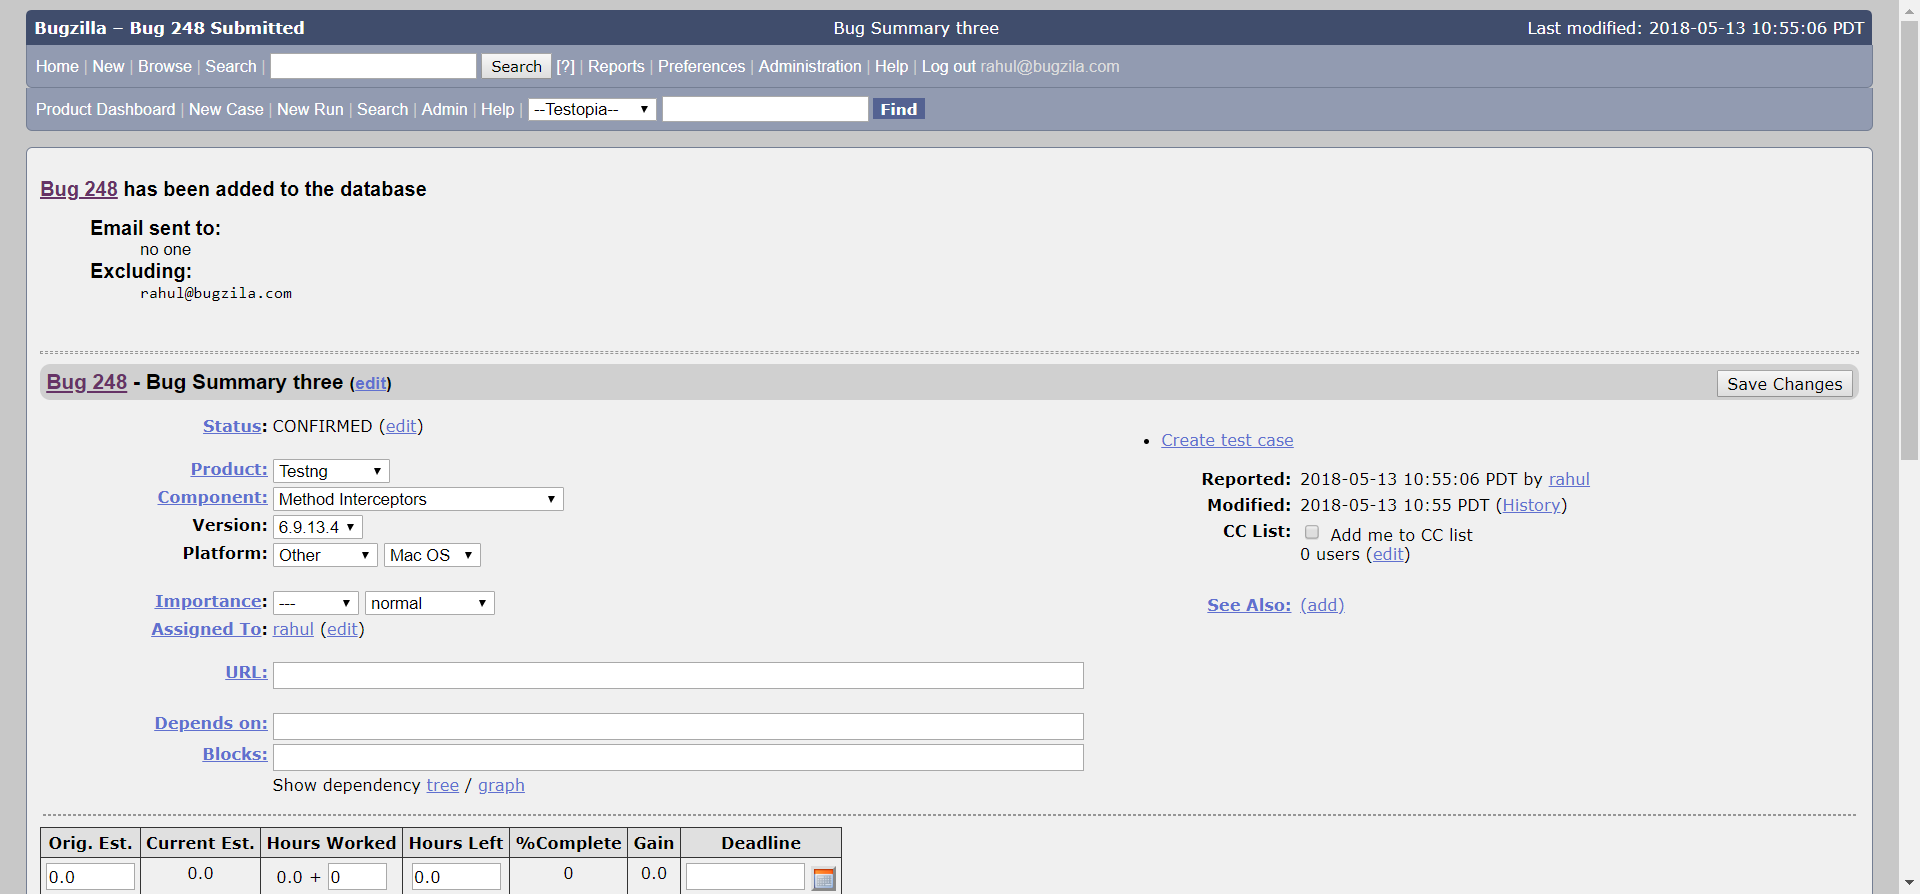 Bugzilla – Bug 248 Submitted Bug Summary three Last modified: 2018-05-13 10:55:06 PDT
Home | New | Browse | Search | Search [?] | Reports | Preferences | Administration | Help | Log out rahul@bugzila.com
Product Dashboard | New Case | New Run | Search | Admin | Help | --Testopia-- Find
Bug 248 has been added to the database
Email sent to:
no one
Excluding:
rahul@bugzila.com
Bug 248 - Bug Summary three (edit) Save Changes
Status: CONFIRMED (edit)
Product: Testng
Component: Method Interceptors
Version: 6.9.13.4
Platform: Other Mac OS
Importance: --- normal
Assigned To: rahul (edit)
URL:
Depends on:
Blocks:
Show dependency tree / graph
Create test case
Reported: 2018-05-13 10:55:06 PDT by rahul
Modified: 2018-05-13 10:55 PDT (History)
CC List: Add me to CC list
0 users (edit)
See Also: (add)
Orig. Est. Current Est. Hours Worked Hours Left %Complete Gain Deadline
0.0 0.0 0.0 + 0 0.0 0 0.0